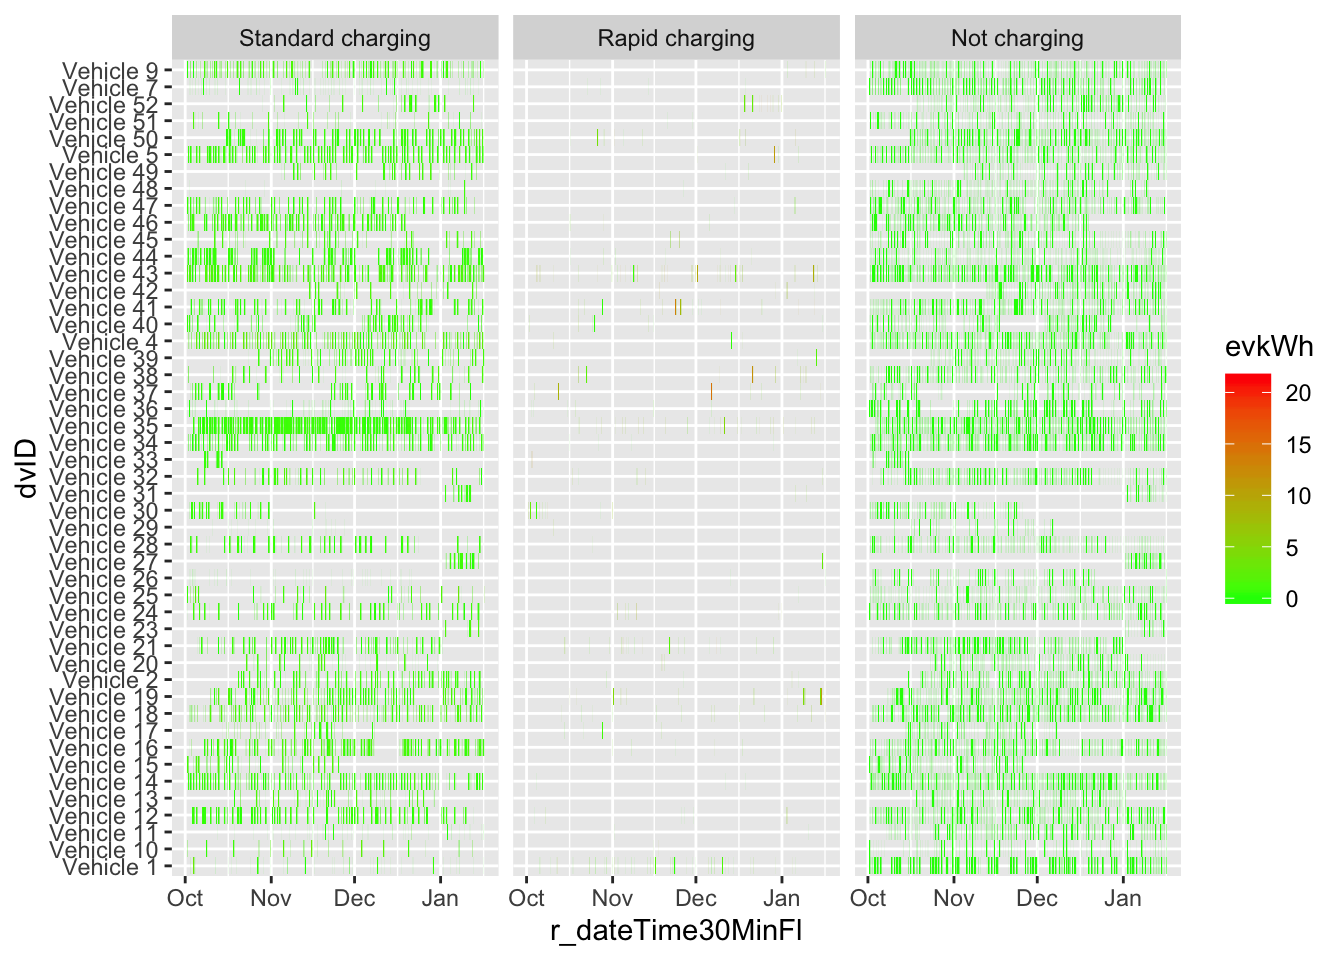 Standard charging
Rapid charging
Not charging
Vehicle 9
Vehicle 7
Vehicle 52
Vehicle 51
Vehicle 50
Vehicle 5
Vehicle 49
Vehicle 48
Vehicle 47
Vehicle 46
Vehicle 45
Vehicle 44
Vehicle 43
Vehicle 42
Vehicle 41
Vehicle 40
Vehicle 4
Vehicle 39
Vehicle 38
Vehicle 37
Vehicle 36
Vehicle 35
Vehicle 34
Vehicle 33
Vehicle 32
Vehicle 31
Vehicle 30
Vehicle 29
Vehicle 28
Vehicle 27
Vehicle 26
Vehicle 25
Vehicle 24
Vehicle 23
Vehicle 21
Vehicle 20
Vehicle 2
Vehicle 19
Vehicle 18
Vehicle 17
Vehicle 16
Vehicle 15
Vehicle 14
Vehicle 13
Vehicle 12
Vehicle 11
Vehicle 10
Vehicle 1
dvID
Oct Nov Dec Jan
Oct Nov Dec Jan
Oct Nov Dec Jan
r_dateTime30MinFl
evkWh
20
15
10
5
0